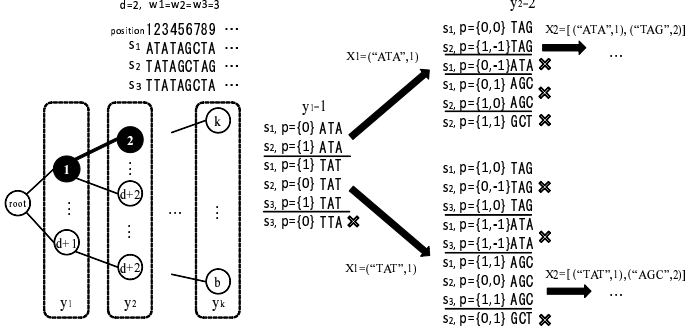 d=2, w1=w2=w3=3
position 123456789 ...
s1 ATATAGCTA ...
s2 TATAGCTAG ...
s3 TTATAGCTA ...
root
1
d+1
2
d+2
d+2
...
k
b
y1
y2
yk
y1-1
s1, p={0} ATA
s2, p={1} ATA
s1, p={1} TAT
s2, p={0} TAT
s3, p={1} TAT
s3, p={0} TTA
X1=("ATA",1)
X1=("TAT",1)
y2-2
s1, p={0,0} TAG
s2, p={1,-1}TAG
s1, p={0,-1}ATA
s1, p={0,1} AGC
s2, p={1,0} AGC
s2, p={1,1} GCT
X2=[("ATA",1), ("TAG",2)]
...
s1, p={1,0} TAG
s2, p={0,-1}TAG
s3, p={1,0} TAG
s1, p={1,-1}ATA
s3, p={1,-1}ATA
s1, p={1,1} AGC
s2, p={0,0} AGC
s3, p={1,1} AGC
s2, p={0,1} GCT
X2=[("TAT",1),("AGC",2)]
...